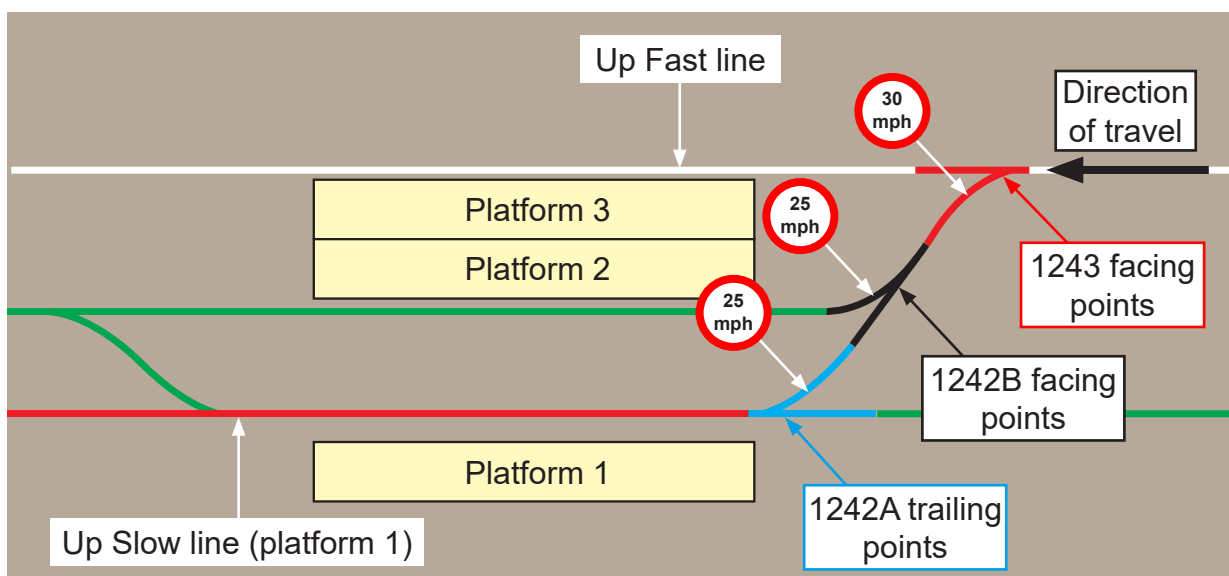 Up Fast line
30
mph
Direction
of travel
Platform 3
25
mph
Platform 2
1243 facing
points
25
mph
1242B facing
points
Platform 1
1242A trailing
points
Up Slow line (platform 1)